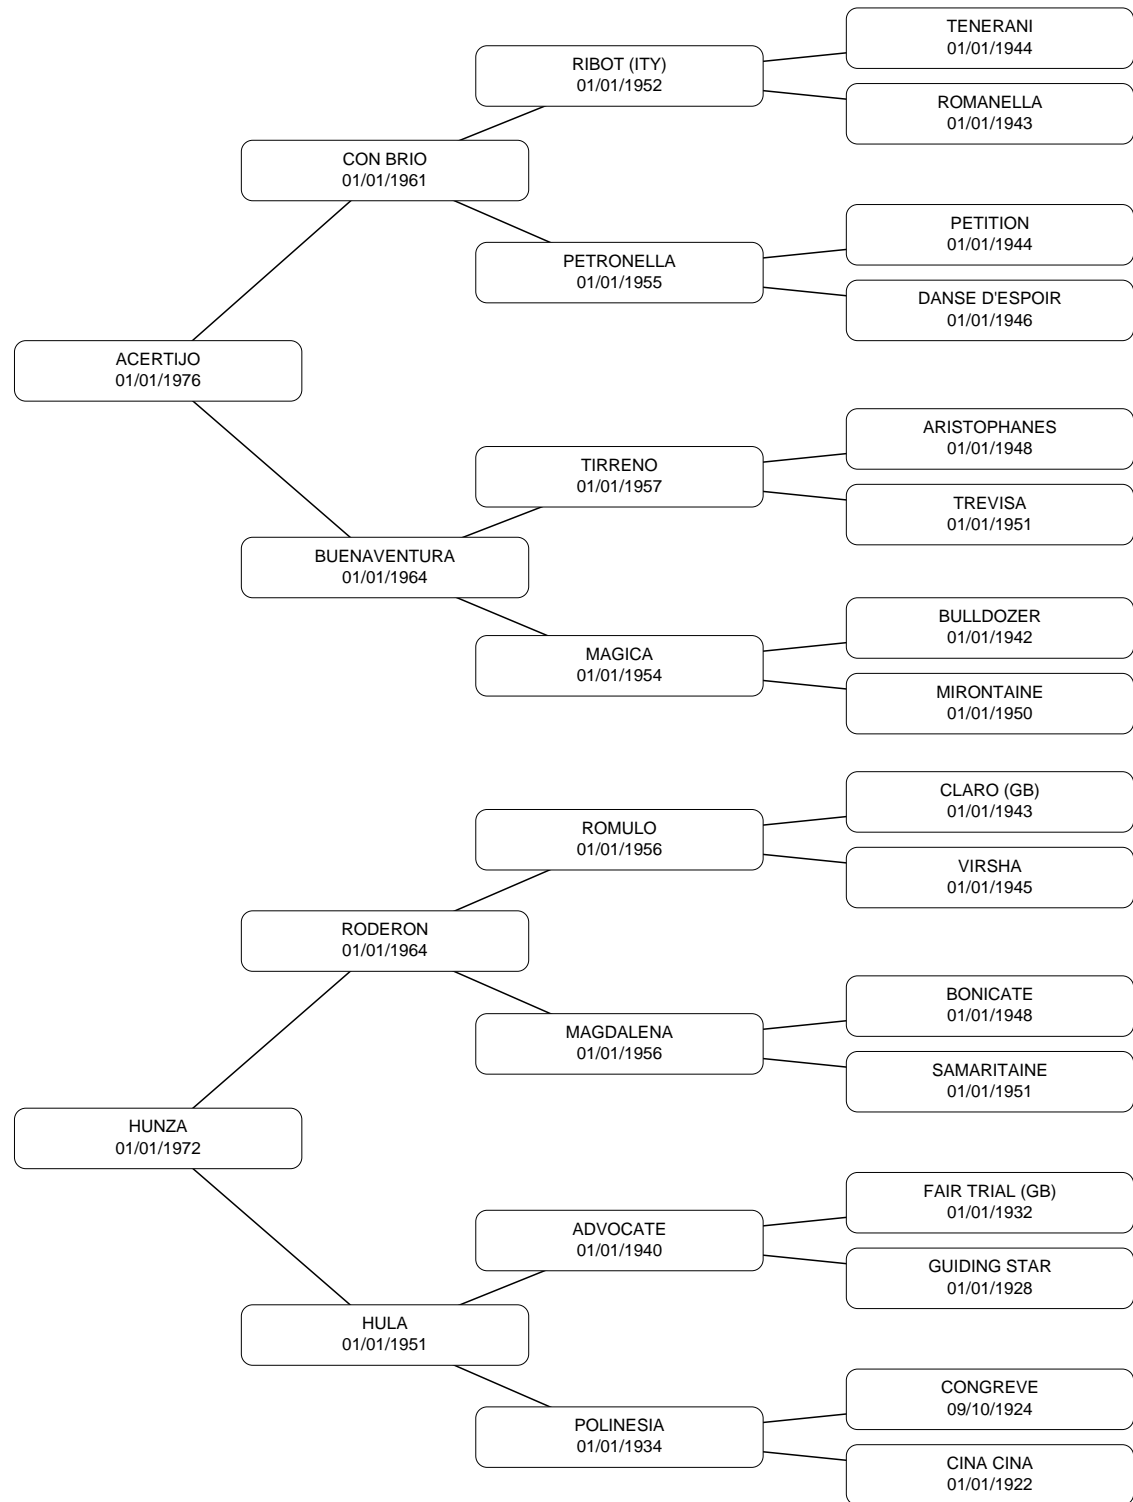 TENERANI
01/01/1944
RIBOT (ITY)
01/01/1952
ROMANELLA
01/01/1943
CON BRIO
01/01/1961
PETITION
01/01/1944
PETRONELLA
01/01/1955
DANSE D'ESPOIR
01/01/1946
ACERTIJO
01/01/1976
ARISTOPHANES
01/01/1948
TIRRENO
01/01/1957
TREVISA
01/01/1951
BUENAVENTURA
01/01/1964
BULLDOZER
01/01/1942
MAGICA
01/01/1954
MIRONTAINE
01/01/1950
CLARO (GB)
01/01/1943
ROMULO
01/01/1956
VIRSHA
01/01/1945
RODERON
01/01/1964
BONICATE
01/01/1948
MAGDALENA
01/01/1956
SAMARITAINE
01/01/1951
HUNZA
01/01/1972
FAIR TRIAL (GB)
01/01/1932
ADVOCATE
01/01/1940
GUIDING STAR
01/01/1928
HULA
01/01/1951
CONGREVE
09/10/1924
POLINESIA
01/01/1934
CINA CINA
01/01/1922